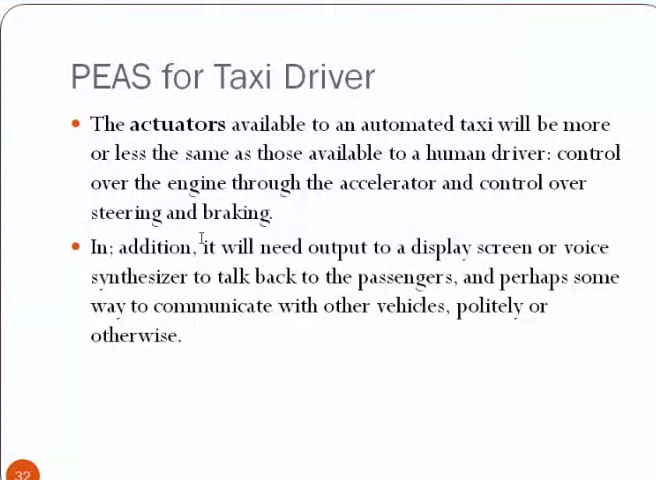 PEAS for Taxi Driver
• The actuators available to an automated taxi will be more
or less the same as those available to a human driver: control
over the engine through the accelerator and control over
steering and braking.
• In; addition, it will need output to a display screen or voice
synthesizer to talk back to the passengers, and perhaps some
way to communicate with other vehicles, politely or
otherwise.
32